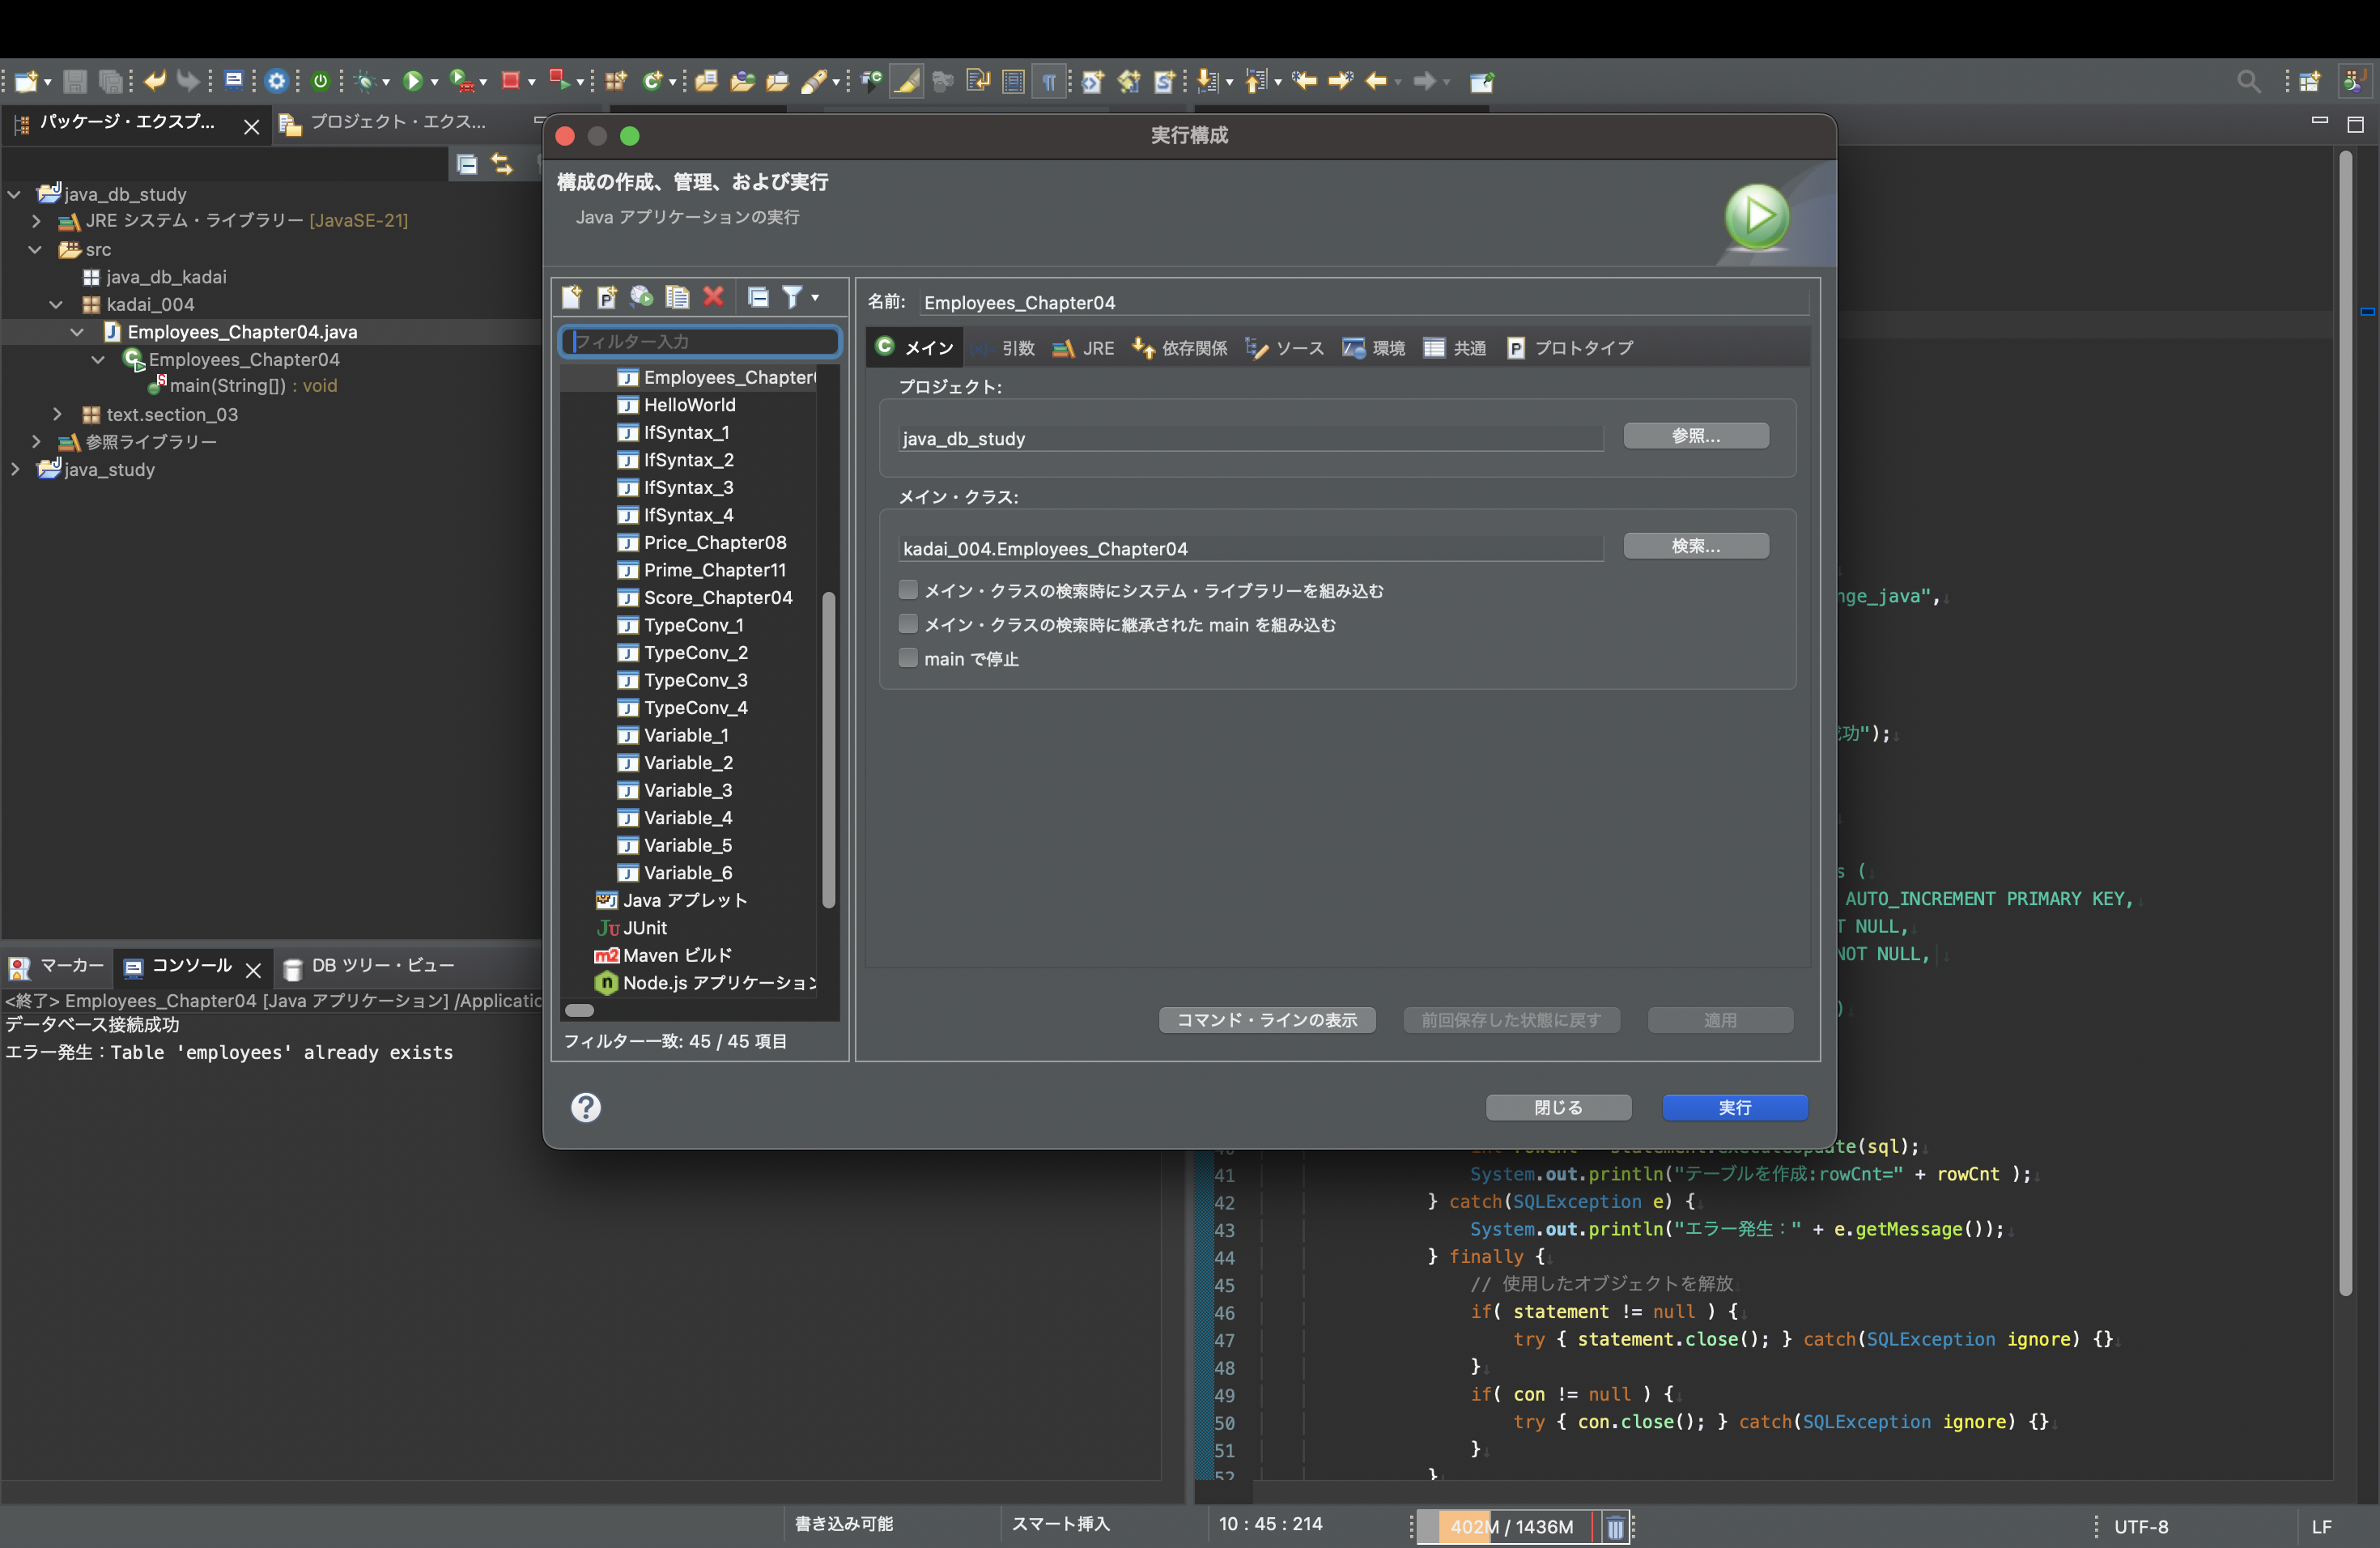 パッケージ・エクスプ...
プロジェクト・エクス...
java_db_study
JRE システム・ライブラリー [JavaSE-21]
src
java_db_kadai
kadai_004
Employees_Chapter04.java
Employees_Chapter04
main(String[]) : void
text.section_03
参照ライブラリー
java_study
実行構成
構成の作成、管理、および実行
Java アプリケーションの実行
フィルター入力
Employees_Chapter
HelloWorld
IfSyntax_1
IfSyntax_2
IfSyntax_3
IfSyntax_4
Price_Chapter08
Prime_Chapter11
Score_Chapter04
TypeConv_1
TypeConv_2
TypeConv_3
TypeConv_4
Variable_1
Variable_2
Variable_3
Variable_4
Variable_5
Variable_6
Java アプレット
JUnit
Maven ビルド
Node.js アプリケーション
フィルター一致: 45 / 45 項目
名前: Employees_Chapter04
メイン 引数 JRE 依存関係 ソース 環境 共通 プロトタイプ
プロジェクト:
java_db_study 参照...
メイン・クラス:
kadai_004.Employees_Chapter04 検索...
メイン・クラスの検索時にシステム・ライブラリーを組み込む
メイン・クラスの検索時に継承された main を組み込む
main で停止
コマンド・ラインの表示 前回保存した状態に戻す 適用
閉じる 実行
nge_java",
功");
s (
AUTO_INCREMENT PRIMARY KEY,
T NULL,
NOT NULL,
)
te(sql);
41 System.out.println("テーブルを作成:rowCnt=" + rowCnt );
42 } catch(SQLException e) {
43 System.out.println("エラー発生：" + e.getMessage());
44 } finally {
45 // 使用したオブジェクトを解放
46 if( statement != null ) {
47 try { statement.close(); } catch(SQLException ignore) {}
48 }
49 if( con != null ) {
50 try { con.close(); } catch(SQLException ignore) {}
51 }
52 }
マーカー コンソール DB ツリー・ビュー
<終了> Employees_Chapter04 [Java アプリケーション] /Applicatio
データベース接続成功
エラー発生：Table 'employees' already exists
書き込み可能 スマート挿入 10 : 45 : 214 402M / 1436M UTF-8 LF